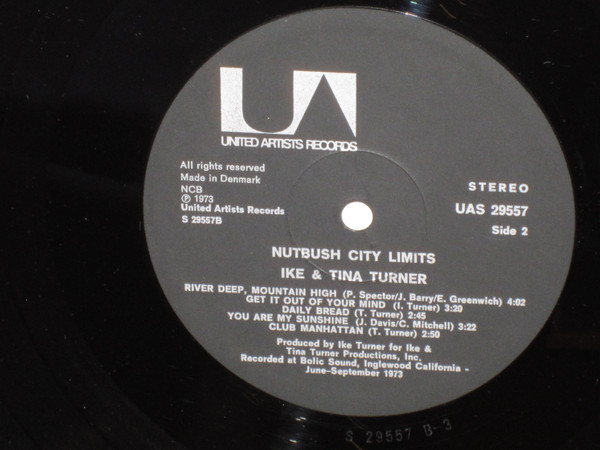 UA
UNITED ARTISTS RECORDS
All rights reserved
Made in Denmark
NCB
Ⓟ 1973
United Artists Records
S 29557B
STEREO
UAS 29557
Side 2
NUTBUSH CITY LIMITS
IKE & TINA TURNER
RIVER DEEP, MOUNTAIN HIGH (P. Spector/J. Barry/E. Greenwich) 4:02
GET IT OUT OF YOUR MIND (I. Turner) 3:20
DAILY BREAD (T. Turner) 2:45
YOU ARE MY SUNSHINE (J. Davis/C. Mitchell) 3:22
CLUB MANHATTAN (T. Turner) 2:50
Produced by Ike Turner for Ike &
Tina Turner Productions, Inc.
Recorded at Bolic Sound, Inglewood California -
June-September 1973
S 29557 B-3